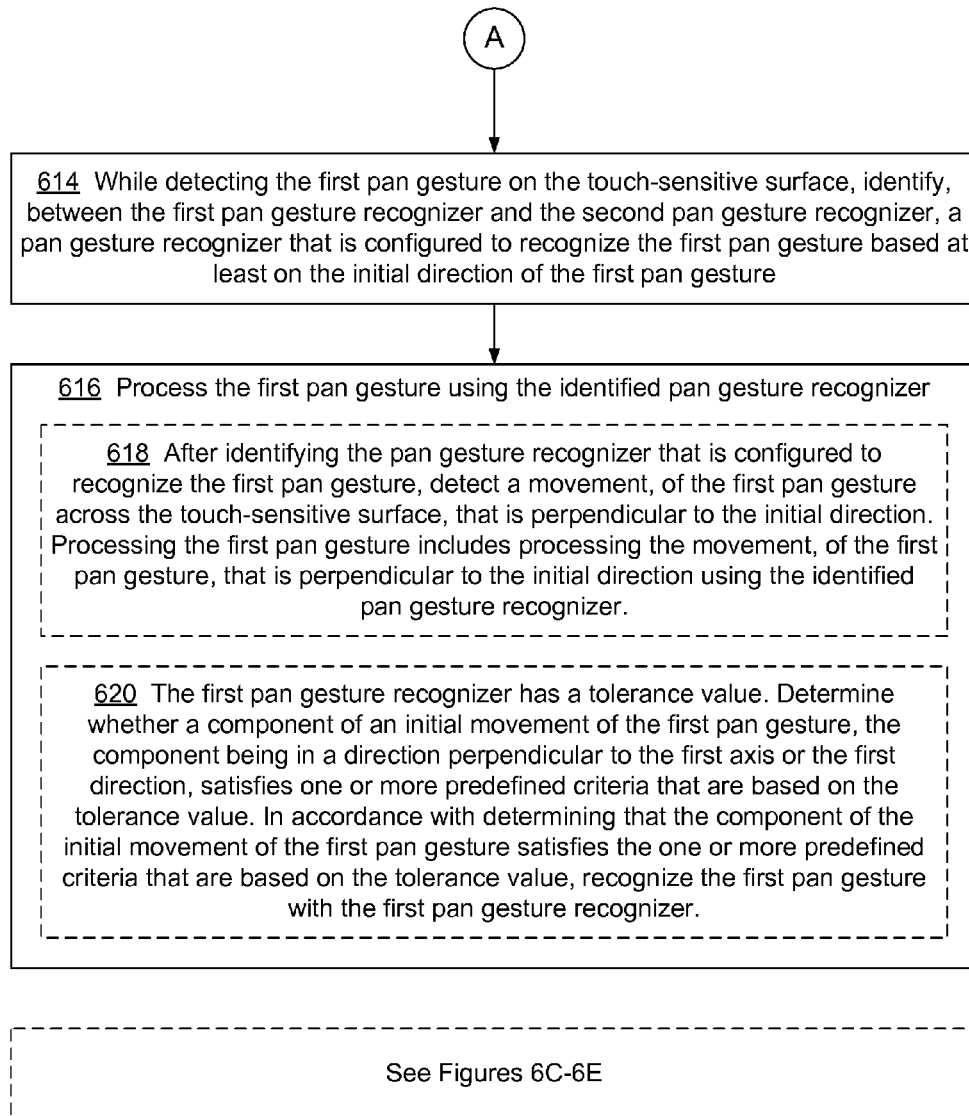 A
614 While detecting the first pan gesture on the touch-sensitive surface, identify,
between the first pan gesture recognizer and the second pan gesture recognizer, a
pan gesture recognizer that is configured to recognize the first pan gesture based at
least on the initial direction of the first pan gesture
616 Process the first pan gesture using the identified pan gesture recognizer
618 After identifying the pan gesture recognizer that is configured to
recognize the first pan gesture, detect a movement, of the first pan gesture
across the touch-sensitive surface, that is perpendicular to the initial direction.
Processing the first pan gesture includes processing the movement, of the first
pan gesture, that is perpendicular to the initial direction using the identified
pan gesture recognizer.
620 The first pan gesture recognizer has a tolerance value. Determine
whether a component of an initial movement of the first pan gesture, the
component being in a direction perpendicular to the first axis or the first
direction, satisfies one or more predefined criteria that are based on the
tolerance value. In accordance with determining that the component of the
initial movement of the first pan gesture satisfies the one or more predefined
criteria that are based on the tolerance value, recognize the first pan gesture
with the first pan gesture recognizer.
See Figures 6C-6E